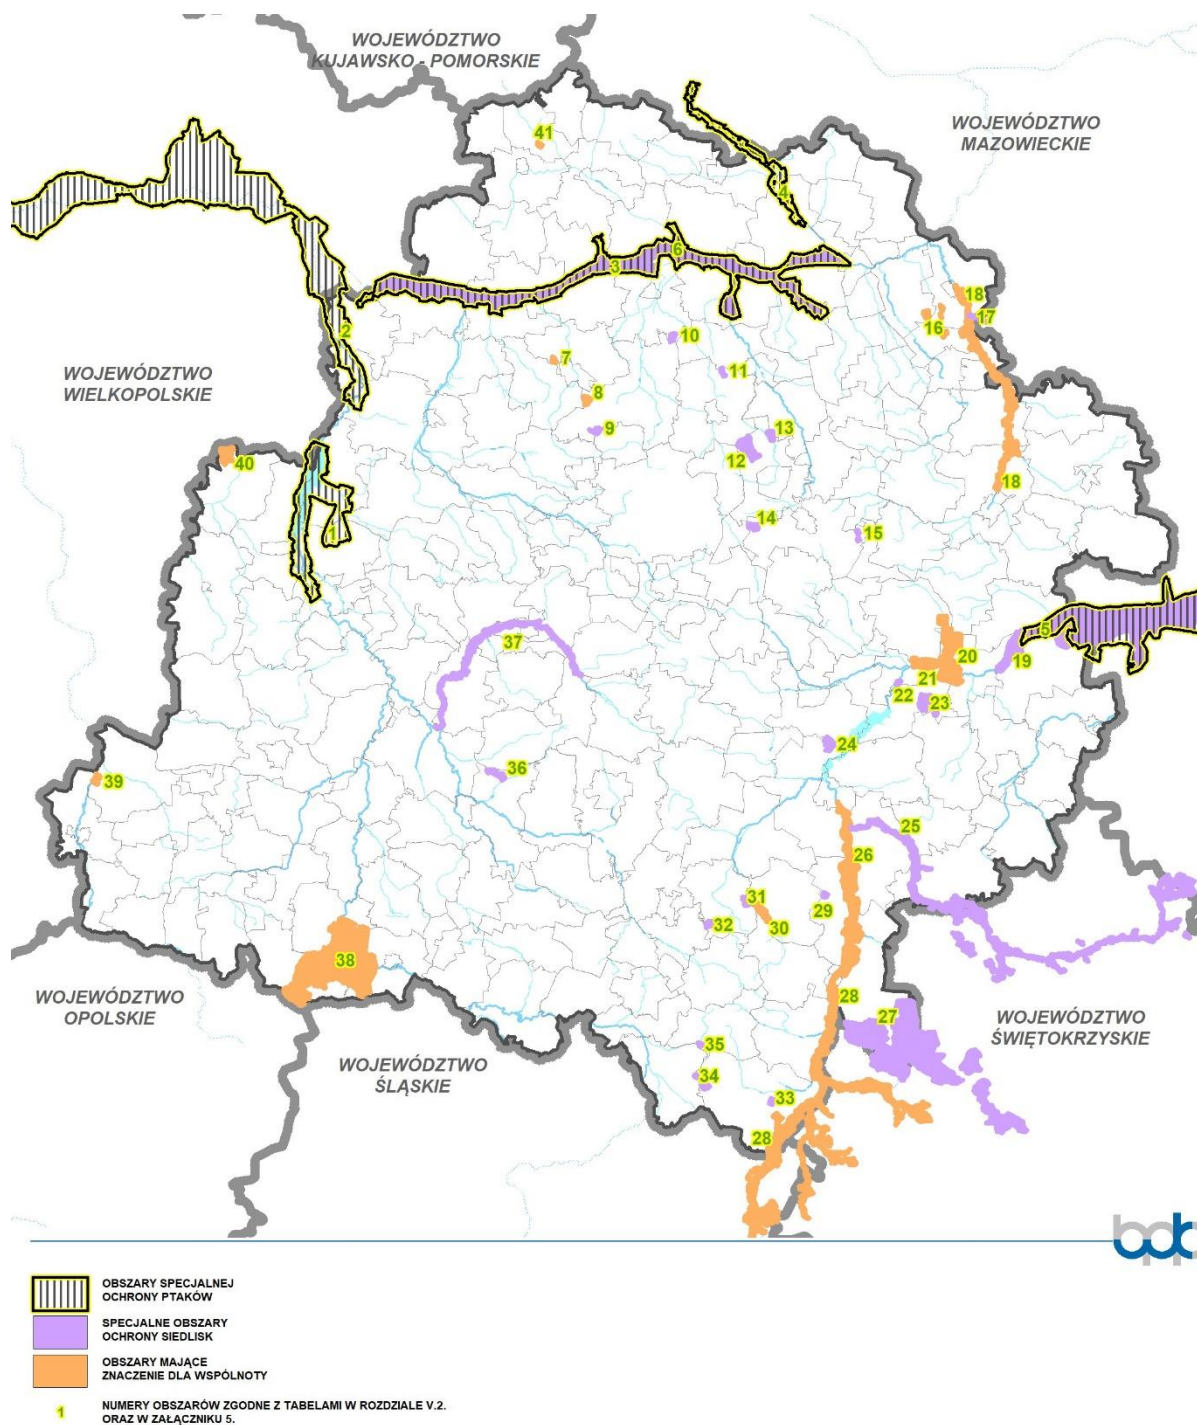 WOJEWÓDZTWO
KUJAWSKO - POMORSKIE
WOJEWÓDZTWO
MAZOWIECKIE
41
4
6
3
18
17
16
2
10
7
11
WOJEWÓDZTWO
WIELKOPOLSKIE
8
9
13
12
40
18
14
1
15
5
37
20
19
21
22
23
24
36
39
25
26
31
29
30
32
38
28
27
WOJEWÓDZTWO
OPOLSKIE
WOJEWÓDZTWO
ŚWIĘTOKRZYSKIE
35
WOJEWÓDZTWO
ŚLĄSKIE
34
33
28
bpp
OBSZARY SPECJALNEJ
OCHRONY PTAKÓW
SPECJALNE OBSZARY
OCHRONY SIEDLISK
OBSZARY MAJĄCE
ZNACZENIE DLA WSPÓLNOTY
1 NUMERY OBSZARÓW ZGODNE Z TABELAMI W ROZDZIALE V.2.
ORAZ W ZAŁĄCZNIKU 5.